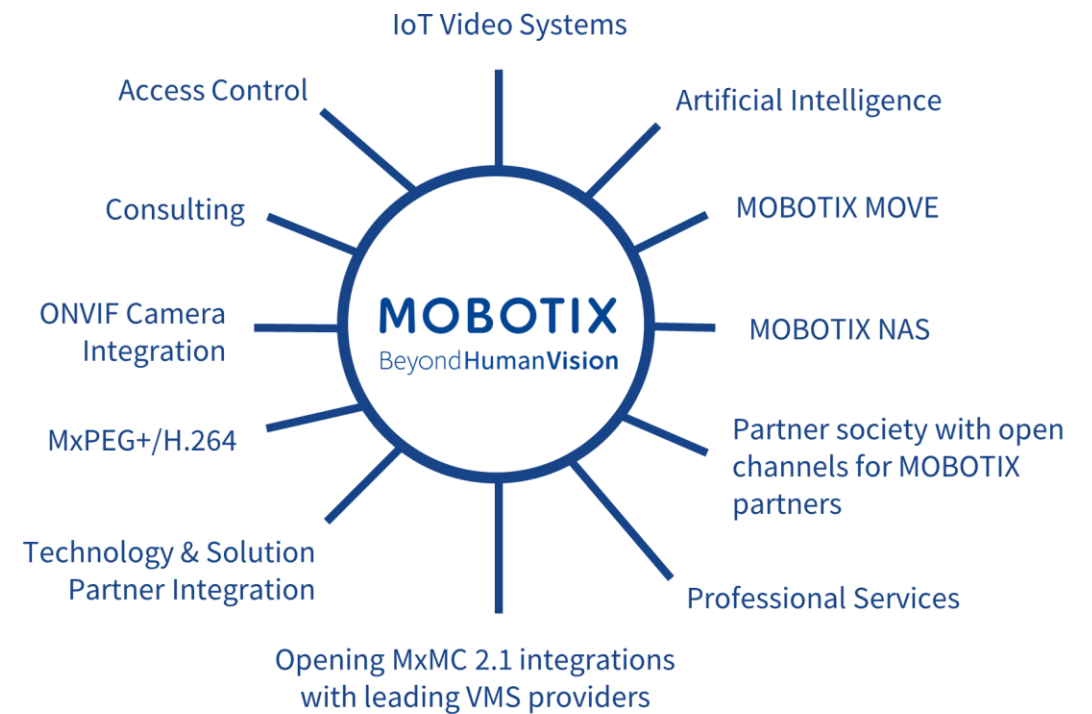 IoT Video Systems
Access Control
Artificial Intelligence
Consulting
MOBOTIX MOVE
ONVIF Camera
Integration
MOBOTIX
BeyondHumanVision
MOBOTIX NAS
MxPEG+/H.264
Partner society with open
channels for MOBOTIX
partners
Technology & Solution
Partner Integration
Professional Services
Opening MxMC 2.1 integrations
with leading VMS providers